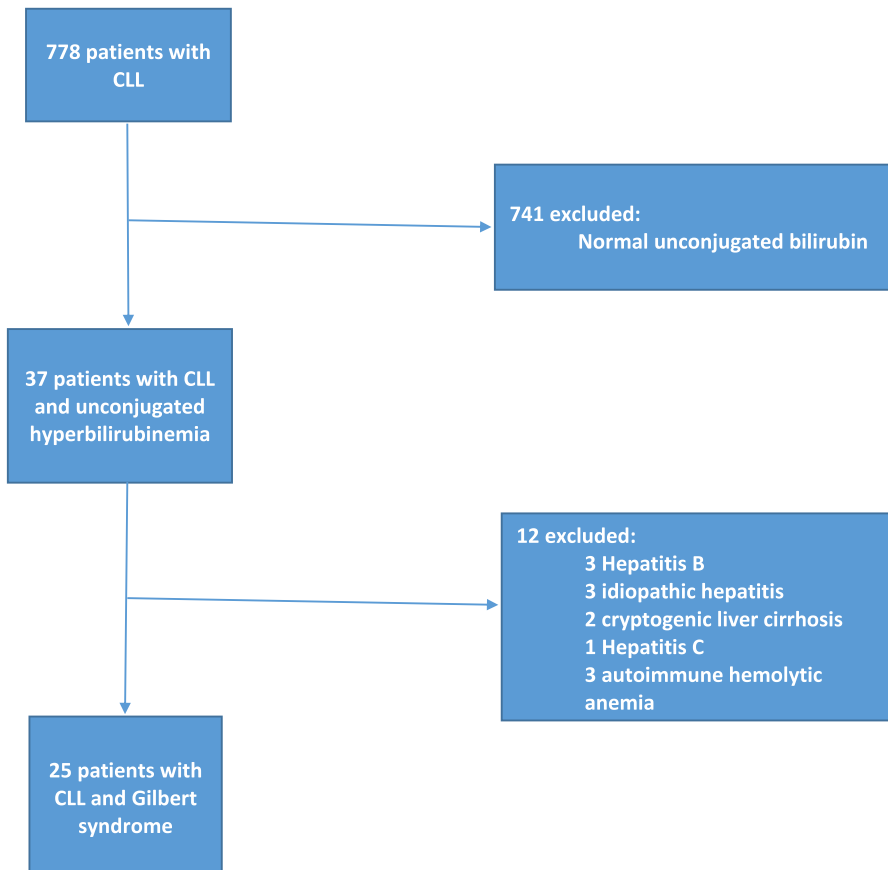 778 patients with
CLL
741 excluded:
Normal unconjugated bilirubin
37 patients with CLL
and unconjugated
hyperbilirubinemia
12 excluded:
3 Hepatitis B
3 idiopathic hepatitis
2 cryptogenic liver cirrhosis
1 Hepatitis C
3 autoimmune hemolytic
anemia
25 patients with
CLL and Gilbert
syndrome